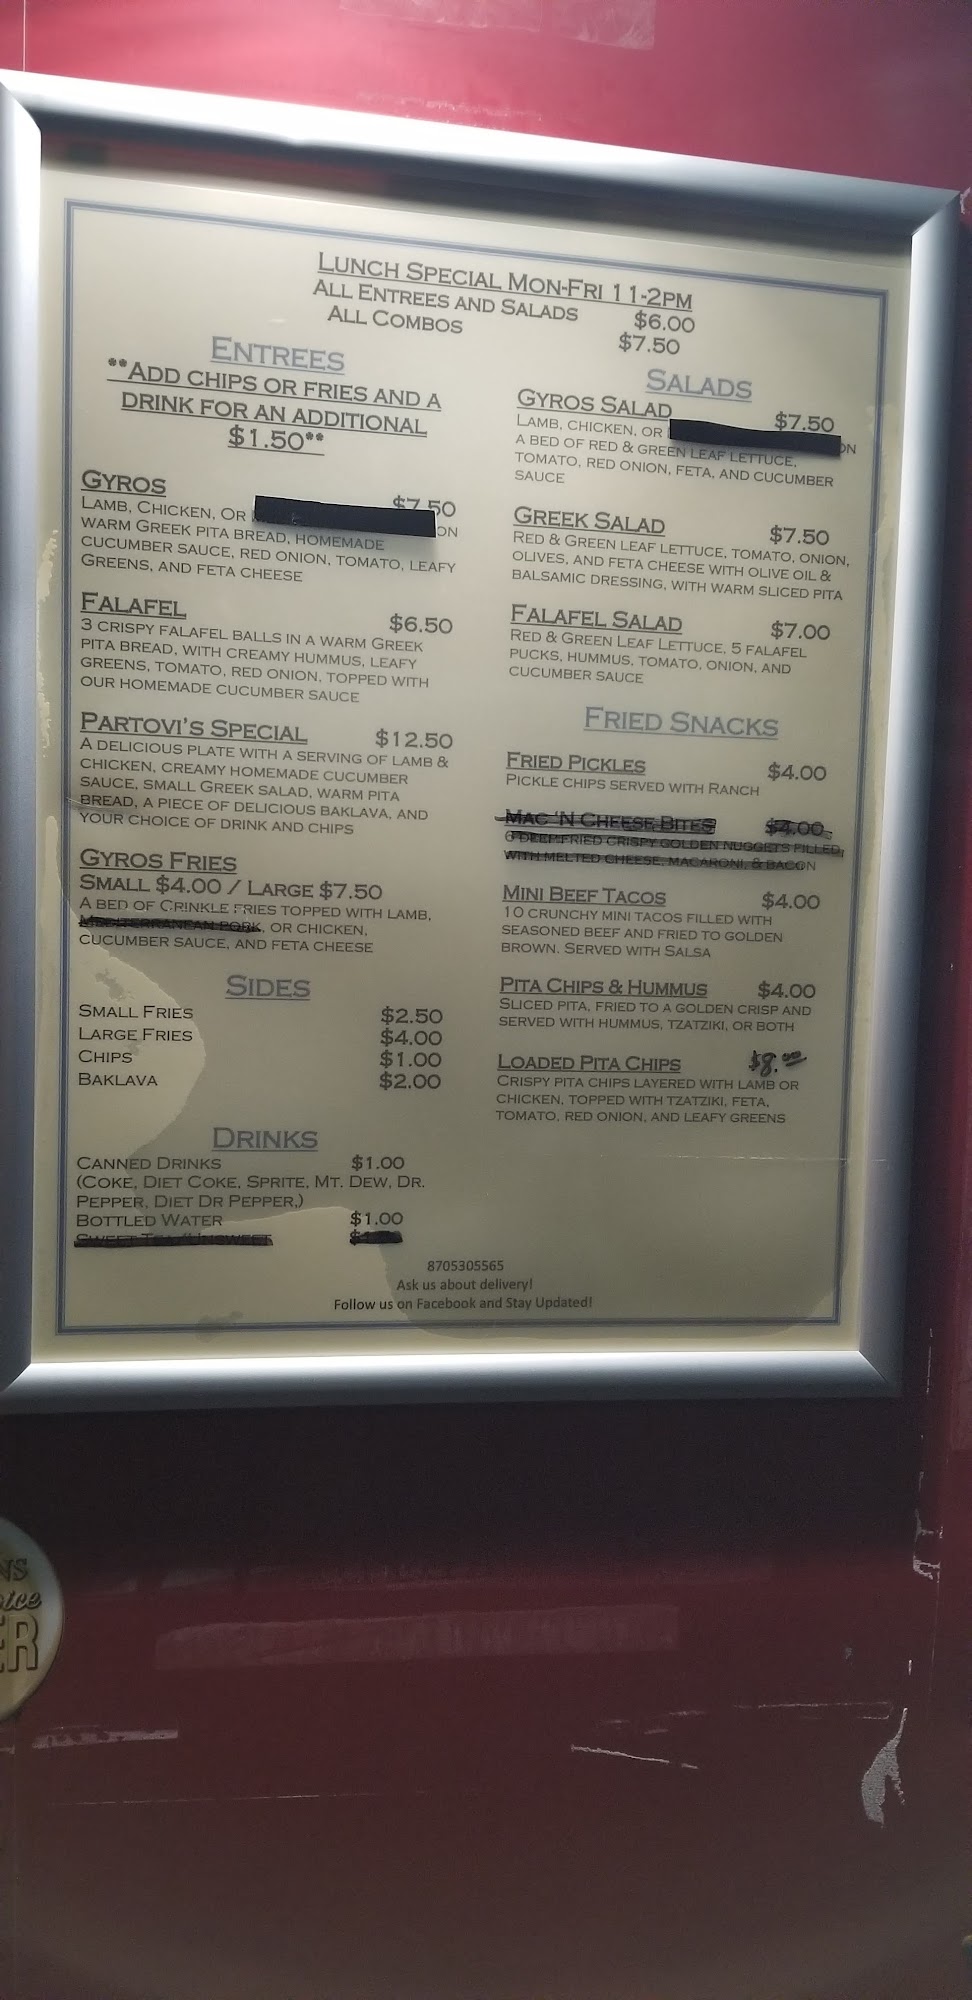 LUNCH SPECIAL MON-FRI 11-2PM
ALL ENTREES AND SALADS $6.00
ALL COMBOS $7.50
ENTREES
**ADD CHIPS OR FRIES AND A
DRINK FOR AN ADDITIONAL
$1.50**
GYROS $7.50
LAMB, CHICKEN, OR ON
WARM GREEK PITA BREAD, HOMEMADE
CUCUMBER SAUCE, RED ONION, TOMATO, LEAFY
GREENS, AND FETA CHEESE
FALAFEL $6.50
3 CRISPY FALAFEL BALLS IN A WARM GREEK
PITA BREAD, WITH CREAMY HUMMUS, LEAFY
GREENS, TOMATO, RED ONION, TOPPED WITH
OUR HOMEMADE CUCUMBER SAUCE
PARTOVI'S SPECIAL $12.50
A DELICIOUS PLATE WITH A SERVING OF LAMB &
CHICKEN, CREAMY HOMEMADE CUCUMBER
SAUCE, SMALL GREEK SALAD, WARM PITA
BREAD, A PIECE OF DELICIOUS BAKLAVA, AND
YOUR CHOICE OF DRINK AND CHIPS
GYROS FRIES
SMALL $4.00 / LARGE $7.50
A BED OF CRINKLE FRIES TOPPED WITH LAMB,
MEDITERRANEAN PORK, OR CHICKEN,
CUCUMBER SAUCE, AND FETA CHEESE
SIDES
SMALL FRIES $2.50
LARGE FRIES $4.00
CHIPS $1.00
BAKLAVA $2.00
DRINKS
CANNED DRINKS $1.00
(COKE, DIET COKE, SPRITE, MT. DEW, DR.
PEPPER, DIET DR PEPPER,)
BOTTLED WATER $1.00
SWEET TEA /UNSWEET
SALADS
GYROS SALAD $7.50
LAMB, CHICKEN, OR ON
A BED OF RED & GREEN LEAF LETTUCE,
TOMATO, RED ONION, FETA, AND CUCUMBER
SAUCE
GREEK SALAD $7.50
RED & GREEN LEAF LETTUCE, TOMATO, ONION,
OLIVES, AND FETA CHEESE WITH OLIVE OIL &
BALSAMIC DRESSING, WITH WARM SLICED PITA
FALAFEL SALAD $7.00
RED & GREEN LEAF LETTUCE, 5 FALAFEL
PUCKS, HUMMUS, TOMATO, ONION, AND
CUCUMBER SAUCE
FRIED SNACKS
FRIED PICKLES $4.00
PICKLE CHIPS SERVED WITH RANCH
MAC 'N CHEESE BITES $4.00
6 DEEP-FRIED CRISPY GOLDEN NUGGETS FILLED
WITH MELTED CHEESE, MACARONI, & BACON
MINI BEEF TACOS $4.00
10 CRUNCHY MINI TACOS FILLED WITH
SEASONED BEEF AND FRIED TO GOLDEN
BROWN. SERVED WITH SALSA
PITA CHIPS & HUMMUS $4.00
SLICED PITA, FRIED TO A GOLDEN CRISP AND
SERVED WITH HUMMUS, TZATZIKI, OR BOTH
LOADED PITA CHIPS $8.00
CRISPY PITA CHIPS LAYERED WITH LAMB OR
CHICKEN, TOPPED WITH TZATZIKI, FETA,
TOMATO, RED ONION, AND LEAFY GREENS
8705305565
Ask us about delivery!
Follow us on Facebook and Stay Updated!